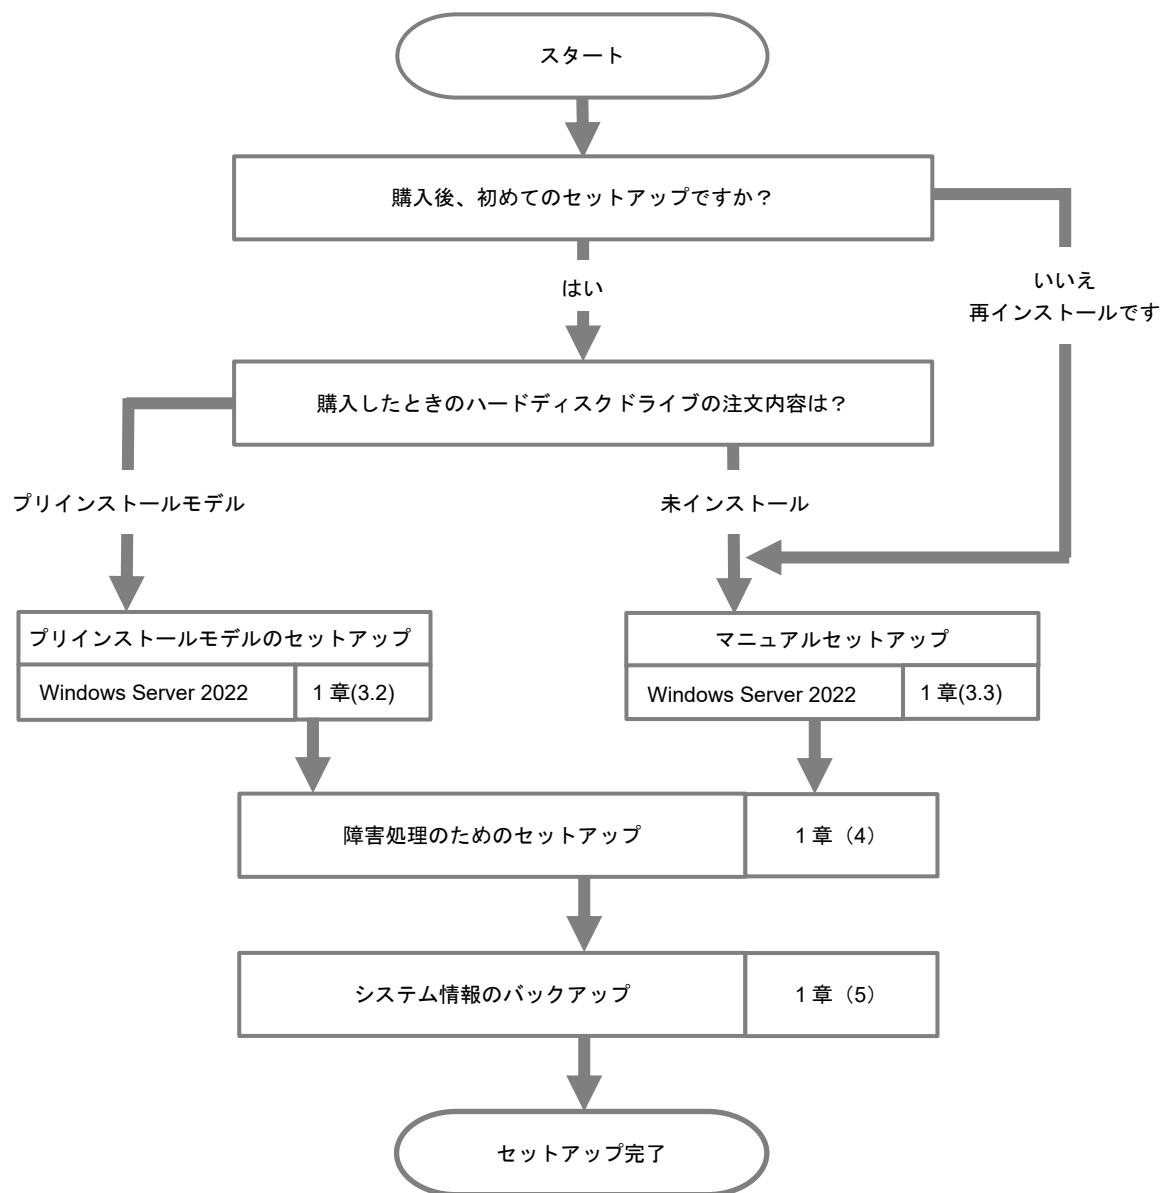 スタート
購入後、初めてのセットアップですか？
はい
いいえ
再インストールです
購入したときのハードディスクドライブの注文内容は？
プリインストールモデル
未インストール
プリインストールモデルのセットアップ
Windows Server 2022
1 章(3.2)
マニュアルセットアップ
Windows Server 2022
1 章(3.3)
障害処理のためのセットアップ
1 章（4）
システム情報のバックアップ
1 章（5）
セットアップ完了